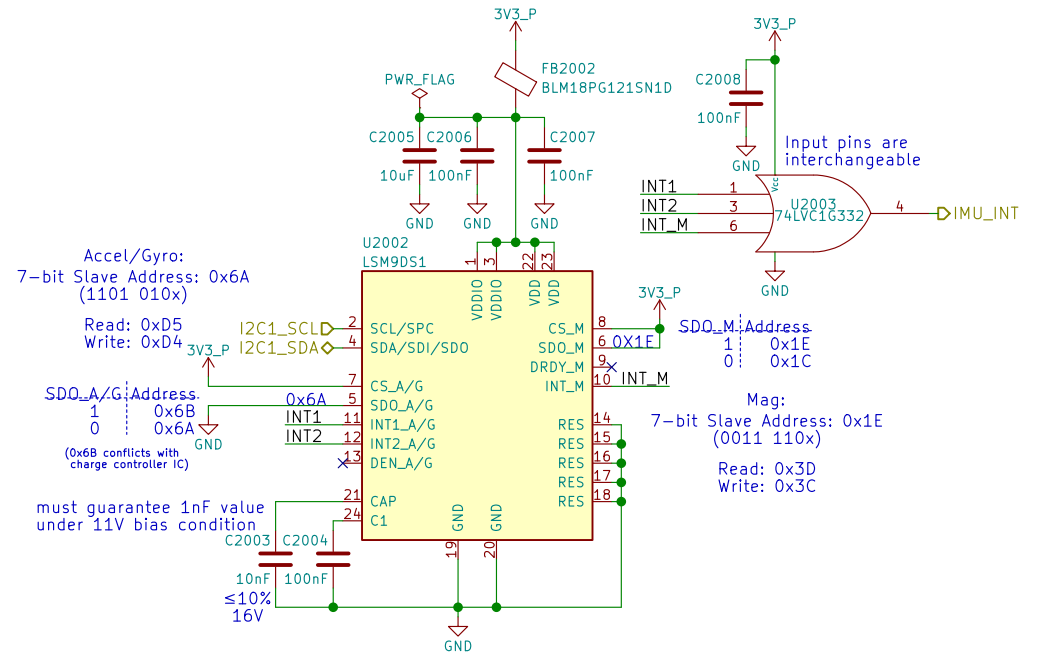 3V3_P
FB2002
BLM18PG121SN1D
PWR_FLAG
C2005
10uF
C2006
100nF
C2007
100nF
GND
GND
GND
3V3_P
C2008
100nF
GND
Input pins are
interchangeable
INT1
INT2
INT_M
1
3
6
Vcc
U2003
74LVC1G332
4
IMU_INT
GND
Accel/Gyro:
7-bit Slave Address: 0x6A
(1101 010x)
Read: 0xD5
Write: 0xD4
I2C1_SCL
I2C1_SDA
3V3_P
SDO_A/G Address
1 0x6B
0 0x6A
(0x6B conflicts with
charge controller IC)
GND
0x6A
INT1
INT2
must guarantee 1nF value
under 11V bias condition
U2002
LSM9DS1
1 VDDIO
3 VDDIO
22 VDD
23 VDD
2 SCL/SPC
4 SDA/SDI/SDO
7 CS_A/G
5 SDO_A/G
11 INT1_A/G
12 INT2_A/G
13 DEN_A/G
21 CAP
24 C1
CS_M 8
SDO_M 6
DRDY_M 9
INT_M 10
RES 14
RES 15
RES 16
RES 17
RES 18
GND 19
GND 20
3V3_P
0X1E
INT_M
SDO_M Address
1 0x1E
0 0x1C
Mag:
7-bit Slave Address: 0x1E
(0011 110x)
Read: 0x3D
Write: 0x3C
C2003
10nF
≤10%
16V
C2004
100nF
GND